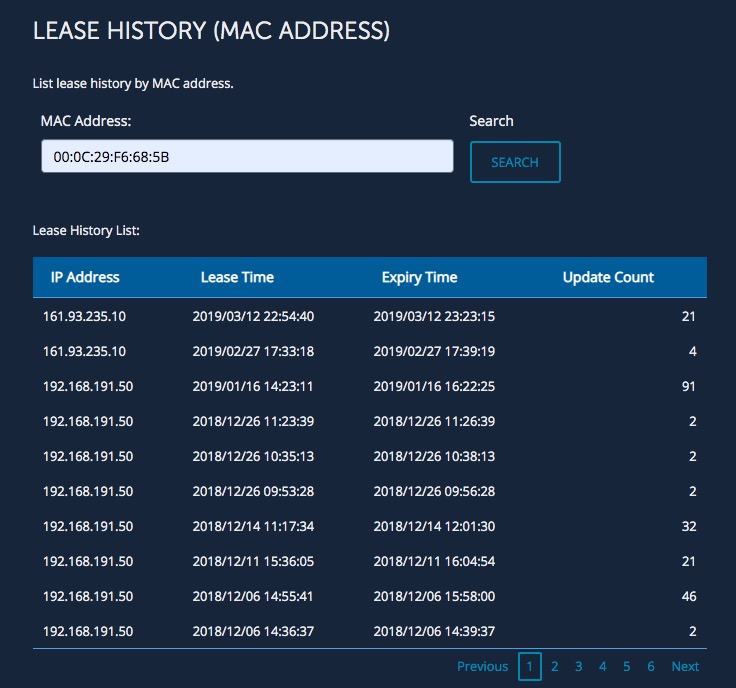 LEASE HISTORY (MAC ADDRESS)
List lease history by MAC address.
MAC Address: Search
00:0C:29:F6:68:5B SEARCH
Lease History List:
IP Address Lease Time Expiry Time Update Count
161.93.235.10 2019/03/12 22:54:40 2019/03/12 23:23:15 21
161.93.235.10 2019/02/27 17:33:18 2019/02/27 17:39:19 4
192.168.191.50 2019/01/16 14:23:11 2019/01/16 16:22:25 91
192.168.191.50 2018/12/26 11:23:39 2018/12/26 11:26:39 2
192.168.191.50 2018/12/26 10:35:13 2018/12/26 10:38:13 2
192.168.191.50 2018/12/26 09:53:28 2018/12/26 09:56:28 2
192.168.191.50 2018/12/14 11:17:34 2018/12/14 12:01:30 32
192.168.191.50 2018/12/11 15:36:05 2018/12/11 16:04:54 21
192.168.191.50 2018/12/06 14:55:41 2018/12/06 15:58:00 46
192.168.191.50 2018/12/06 14:36:37 2018/12/06 14:39:37 2
Previous 1 2 3 4 5 6 Next